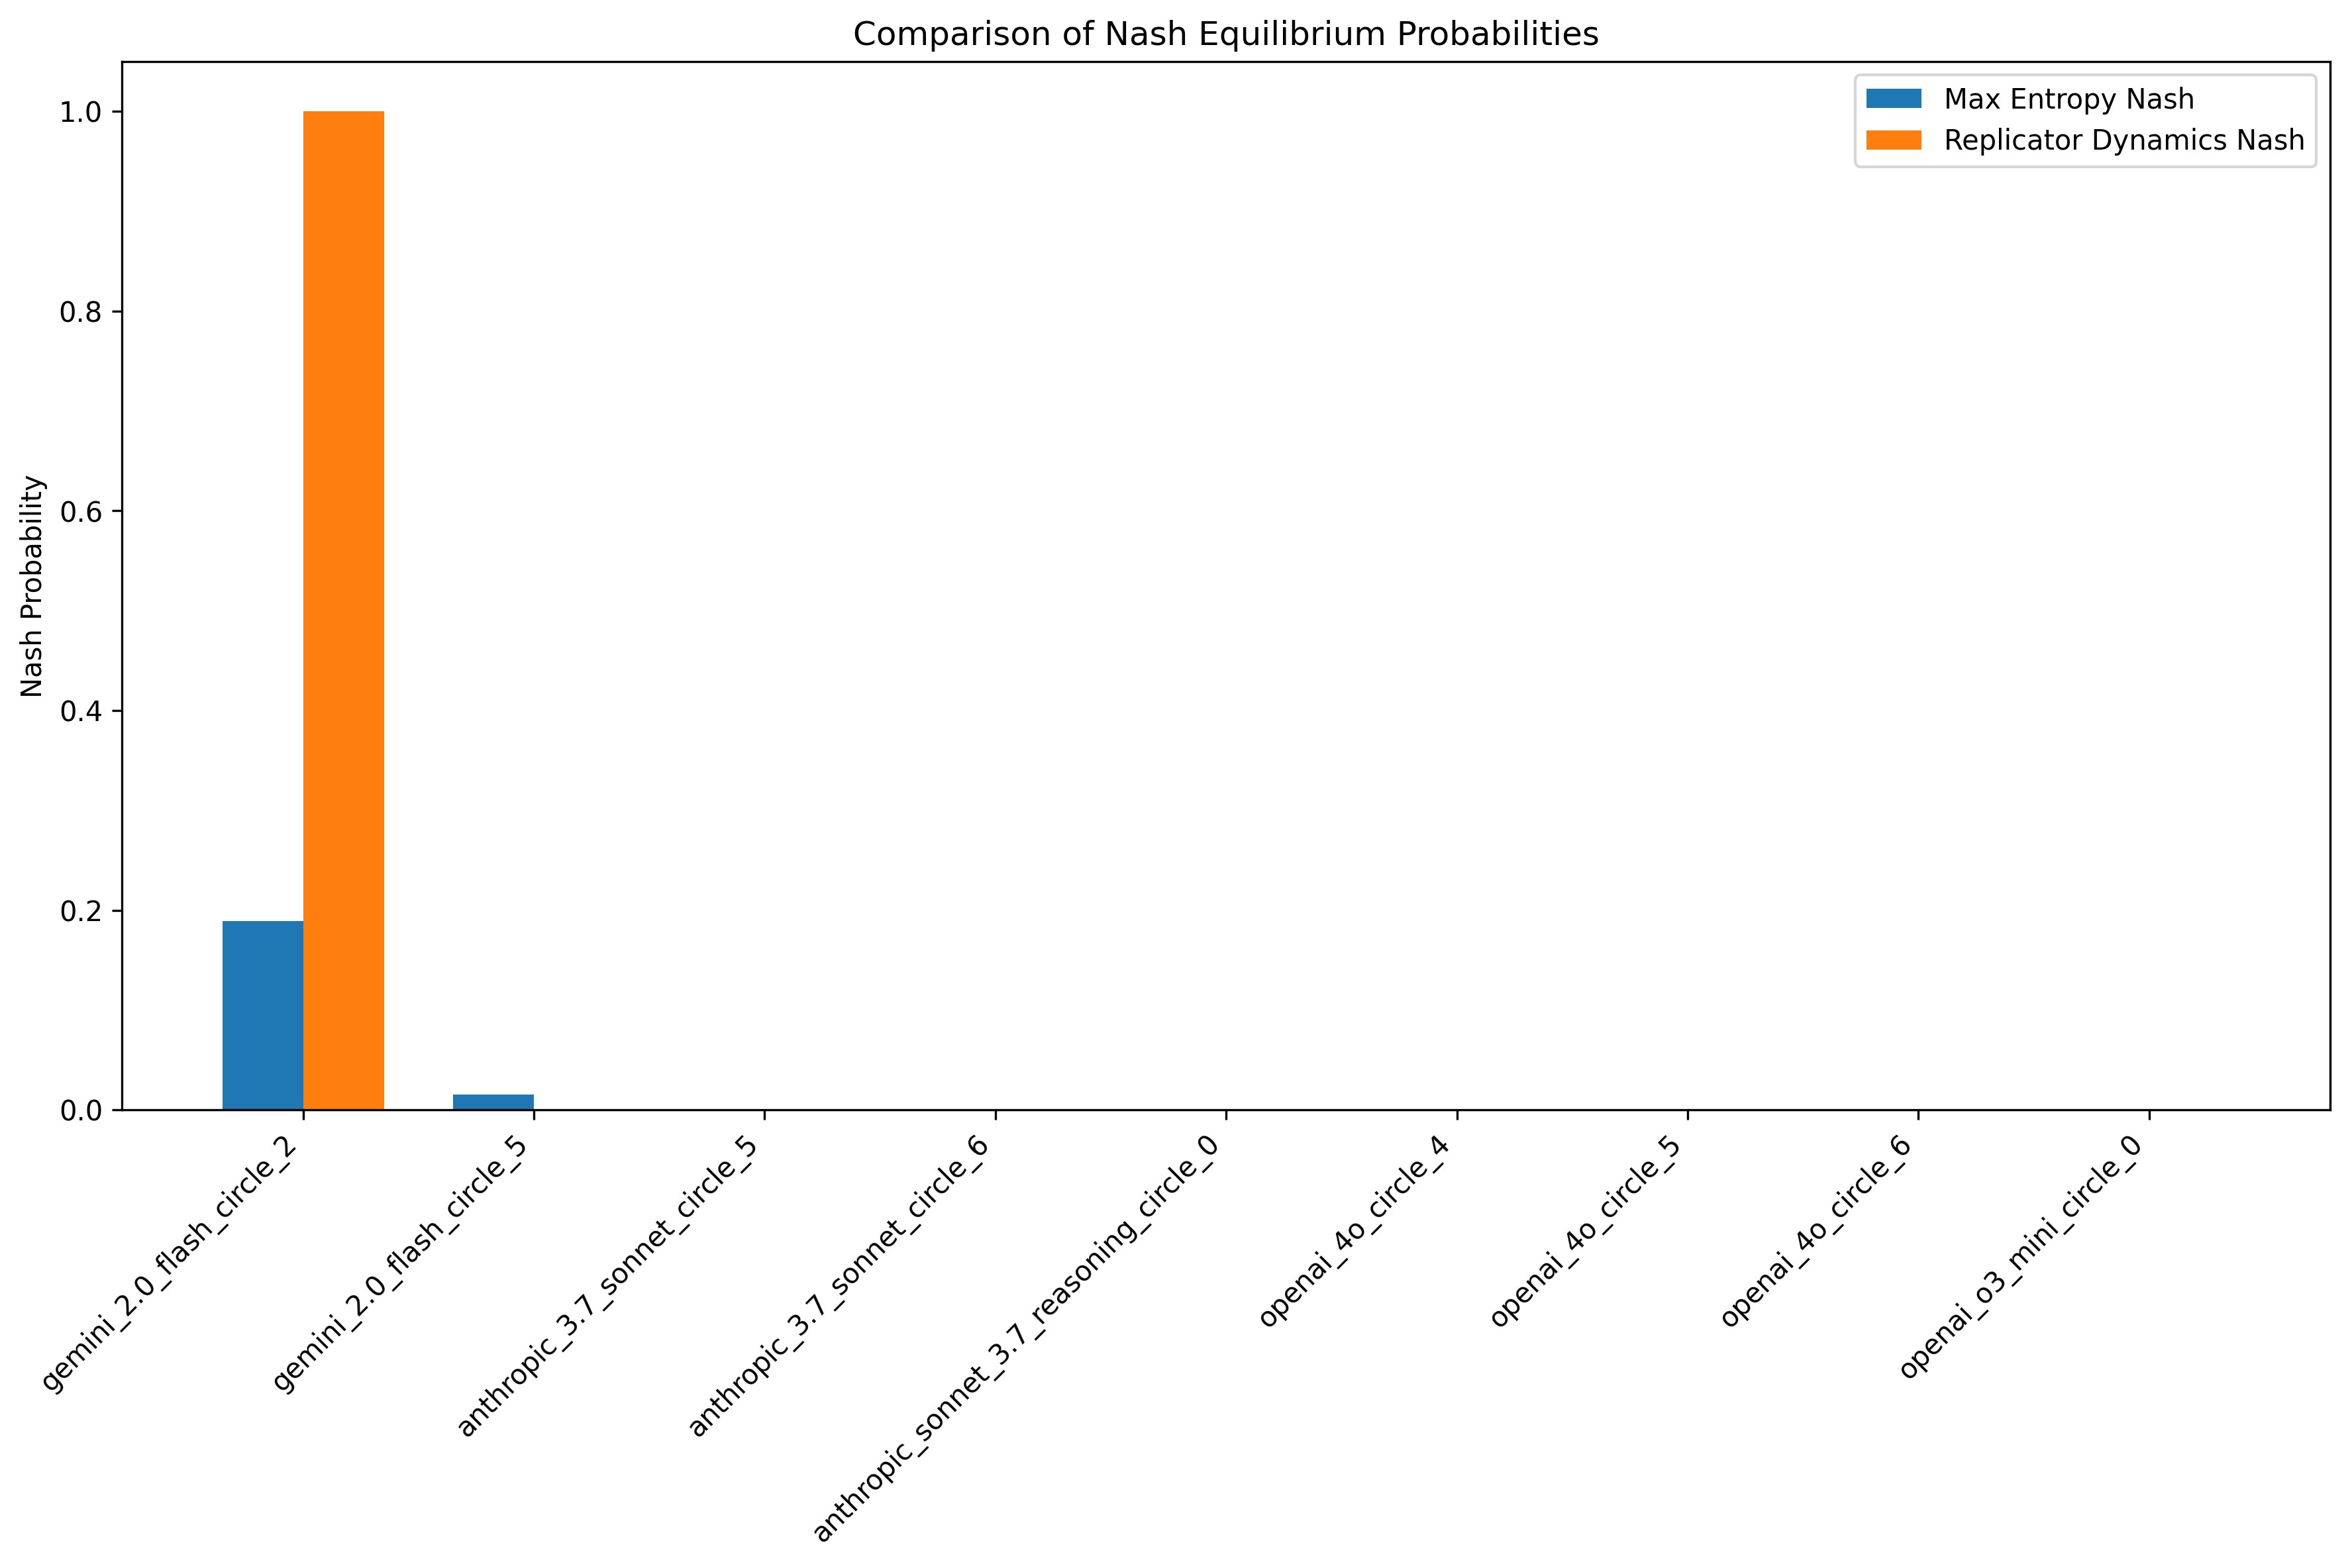 Comparison of Nash Equilibrium Probabilities
Max Entropy Nash
Replicator Dynamics Nash
Nash Probability
1.0
0.8
0.6
0.4
0.2
0.0
gemini_2.0_flash_circle_2
gemini_2.0_flash_circle_5
anthropic_3.7_sonnet_circle_5
anthropic_3.7_sonnet_circle_6
anthropic_sonnet_3.7_reasoning_circle_0
openai_4o_circle_4
openai_4o_circle_5
openai_4o_circle_6
openai_o3_mini_circle_0